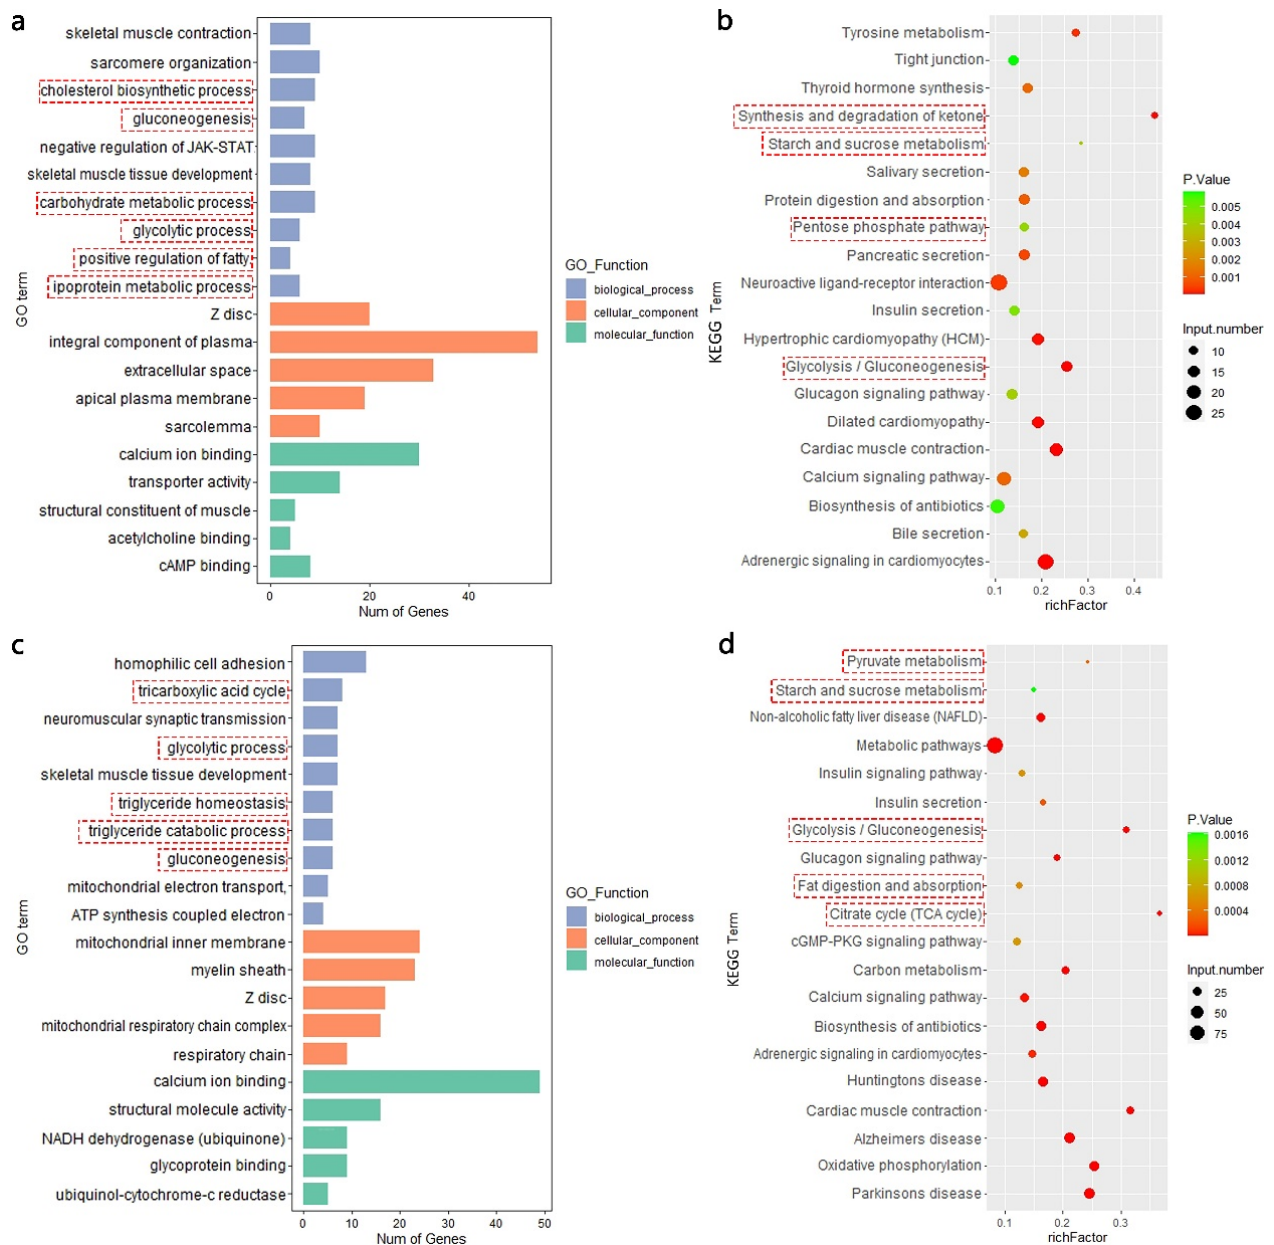 a
skeletal muscle contraction
sarcomere organization
cholesterol biosynthetic process
gluconeogenesis
negative regulation of JAK-STAT
skeletal muscle tissue development
carbohydrate metabolic process
glycolytic process
positive regulation of fatty
ipoprotein metabolic process
Z disc
integral component of plasma
extracellular space
apical plasma membrane
sarcolemma
calcium ion binding
transporter activity
structural constituent of muscle
acetylcholine binding
cAMP binding
GO term
0 20 40
Num of Genes
GO_Function
biological_process
cellular_component
molecular_function
b
Tyrosine metabolism
Tight junction
Thyroid hormone synthesis
Synthesis and degradation of ketone
Starch and sucrose metabolism
Salivary secretion
Protein digestion and absorption
Pentose phosphate pathway
Pancreatic secretion
Neuroactive ligand-receptor interaction
Insulin secretion
Hypertrophic cardiomyopathy (HCM)
Glycolysis / Gluconeogenesis
Glucagon signaling pathway
Dilated cardiomyopathy
Cardiac muscle contraction
Calcium signaling pathway
Biosynthesis of antibiotics
Bile secretion
Adrenergic signaling in cardiomyocytes
KEGG Term
0.1 0.2 0.3 0.4
richFactor
P.Value
0.005
0.004
0.003
0.002
0.001
Input.number
10
15
20
25
c
homophilic cell adhesion
tricarboxylic acid cycle
neuromuscular synaptic transmission
glycolytic process
skeletal muscle tissue development
triglyceride homeostasis
triglyceride catabolic process
gluconeogenesis
mitochondrial electron transport,
ATP synthesis coupled electron
mitochondrial inner membrane
myelin sheath
Z disc
mitochondrial respiratory chain complex
respiratory chain
calcium ion binding
structural molecule activity
NADH dehydrogenase (ubiquinone)
glycoprotein binding
ubiquinol-cytochrome-c reductase
GO term
0 10 20 30 40 50
Num of Genes
GO_Function
biological_process
cellular_component
molecular_function
d
Pyruvate metabolism
Starch and sucrose metabolism
Non-alcoholic fatty liver disease (NAFLD)
Metabolic pathways
Insulin signaling pathway
Insulin secretion
Glycolysis / Gluconeogenesis
Glucagon signaling pathway
Fat digestion and absorption
Citrate cycle (TCA cycle)
cGMP-PKG signaling pathway
Carbon metabolism
Calcium signaling pathway
Biosynthesis of antibiotics
Adrenergic signaling in cardiomyocytes
Huntingtons disease
Cardiac muscle contraction
Alzheimers disease
Oxidative phosphorylation
Parkinsons disease
KEGG Term
0.1 0.2 0.3
richFactor
P.Value
0.0016
0.0012
0.0008
0.0004
Input.number
25
50
75